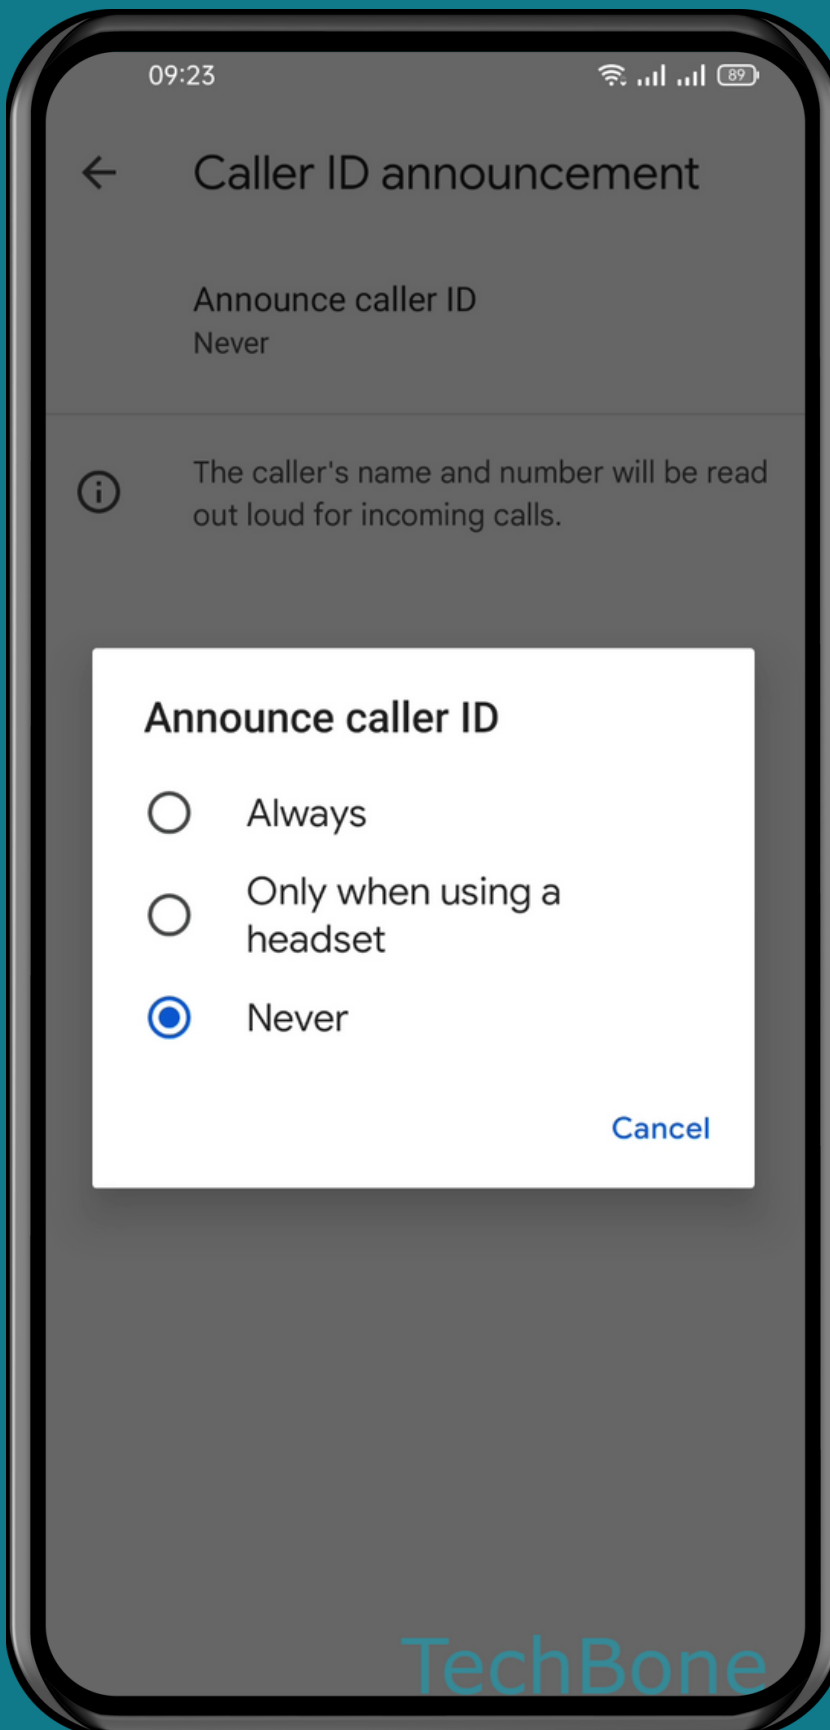 09:23
89
Caller ID announcement
Announce caller ID
Never
The caller's name and number will be read
out loud for incoming calls.
Announce caller ID
Always
Only when using a
headset
Never
Cancel
TechBone